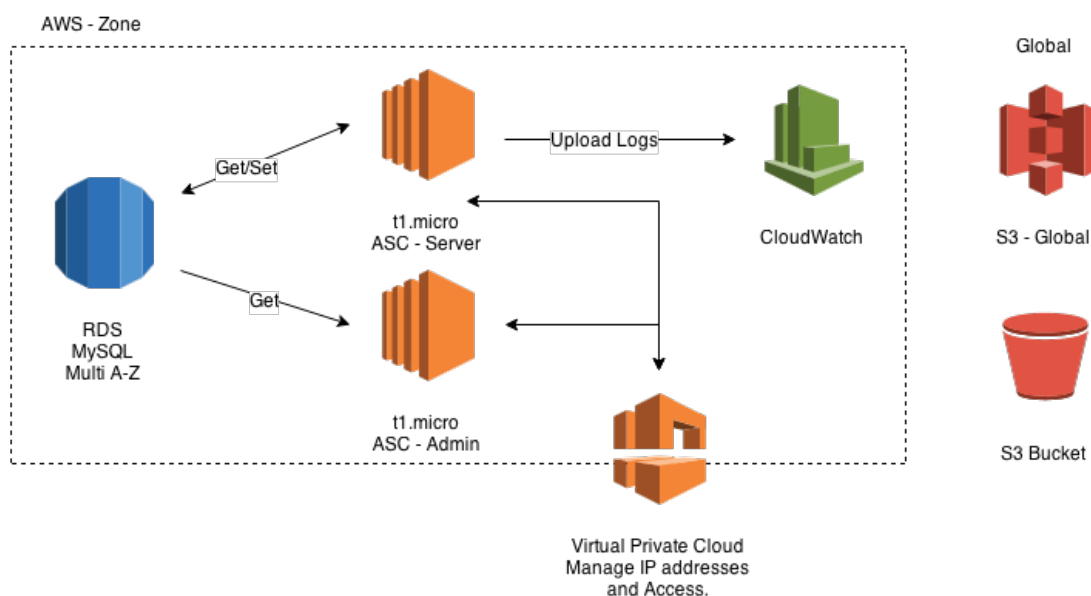 AWS - Zone
Global
Get/Set
Upload Logs
t1.micro
ASC - Server
CloudWatch
S3 - Global
Get
RDS
MySQL
Multi A-Z
t1.micro
ASC - Admin
S3 Bucket
Virtual Private Cloud
Manage IP addresses
and Access.